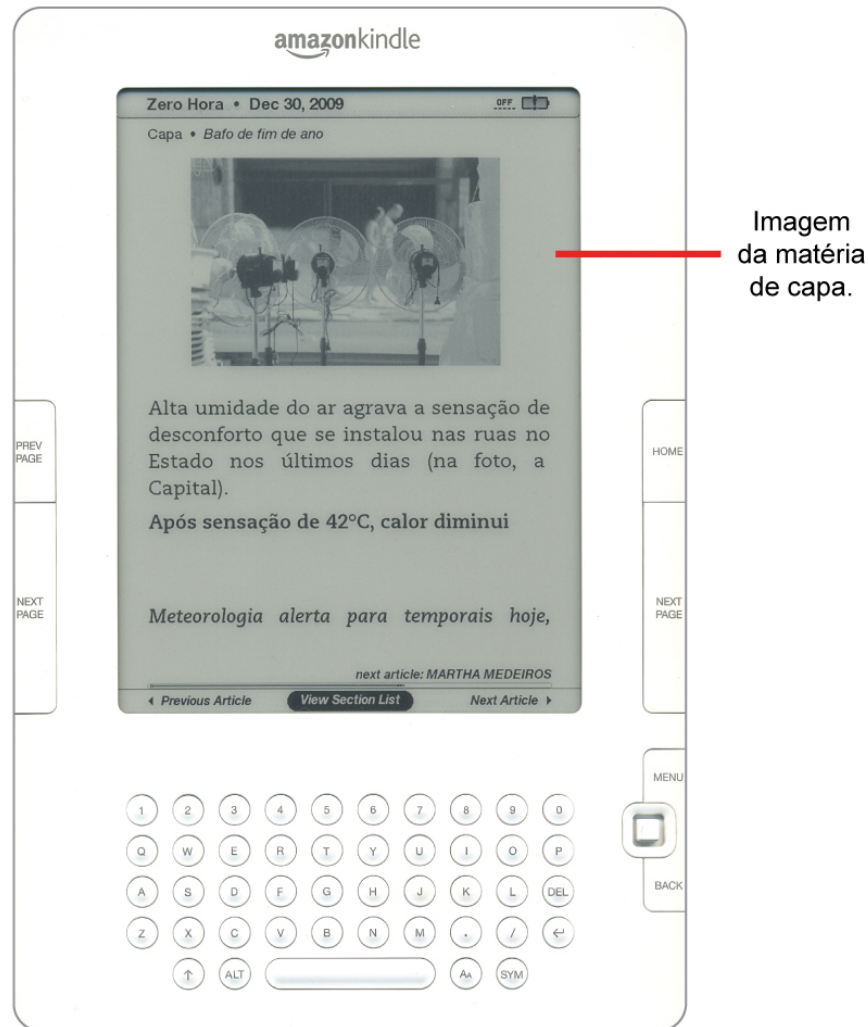 amazonkindle
Zero Hora • Dec 30, 2009
OFF
Capa • Bafo de fim de ano
Alta umidade do ar agrava a sensação de
desconforto que se instalou nas ruas no
Estado nos últimos dias (na foto, a
Capital).
Após sensação de 42°C, calor diminui
Meteorologia alerta para temporais hoje,
next article: MARTHA MEDEIROS
Previous Article
View Section List
Next Article
Imagem
da matéria
de capa.
PREV
PAGE
HOME
NEXT
PAGE
NEXT
PAGE
MENU
BACK
1 2 3 4 5 6 7 8 9 0
Q W E R T Y U I O P
A S D F G H J K L DEL
Z X C V B N M . / ↵
↑ ALT AA SYM